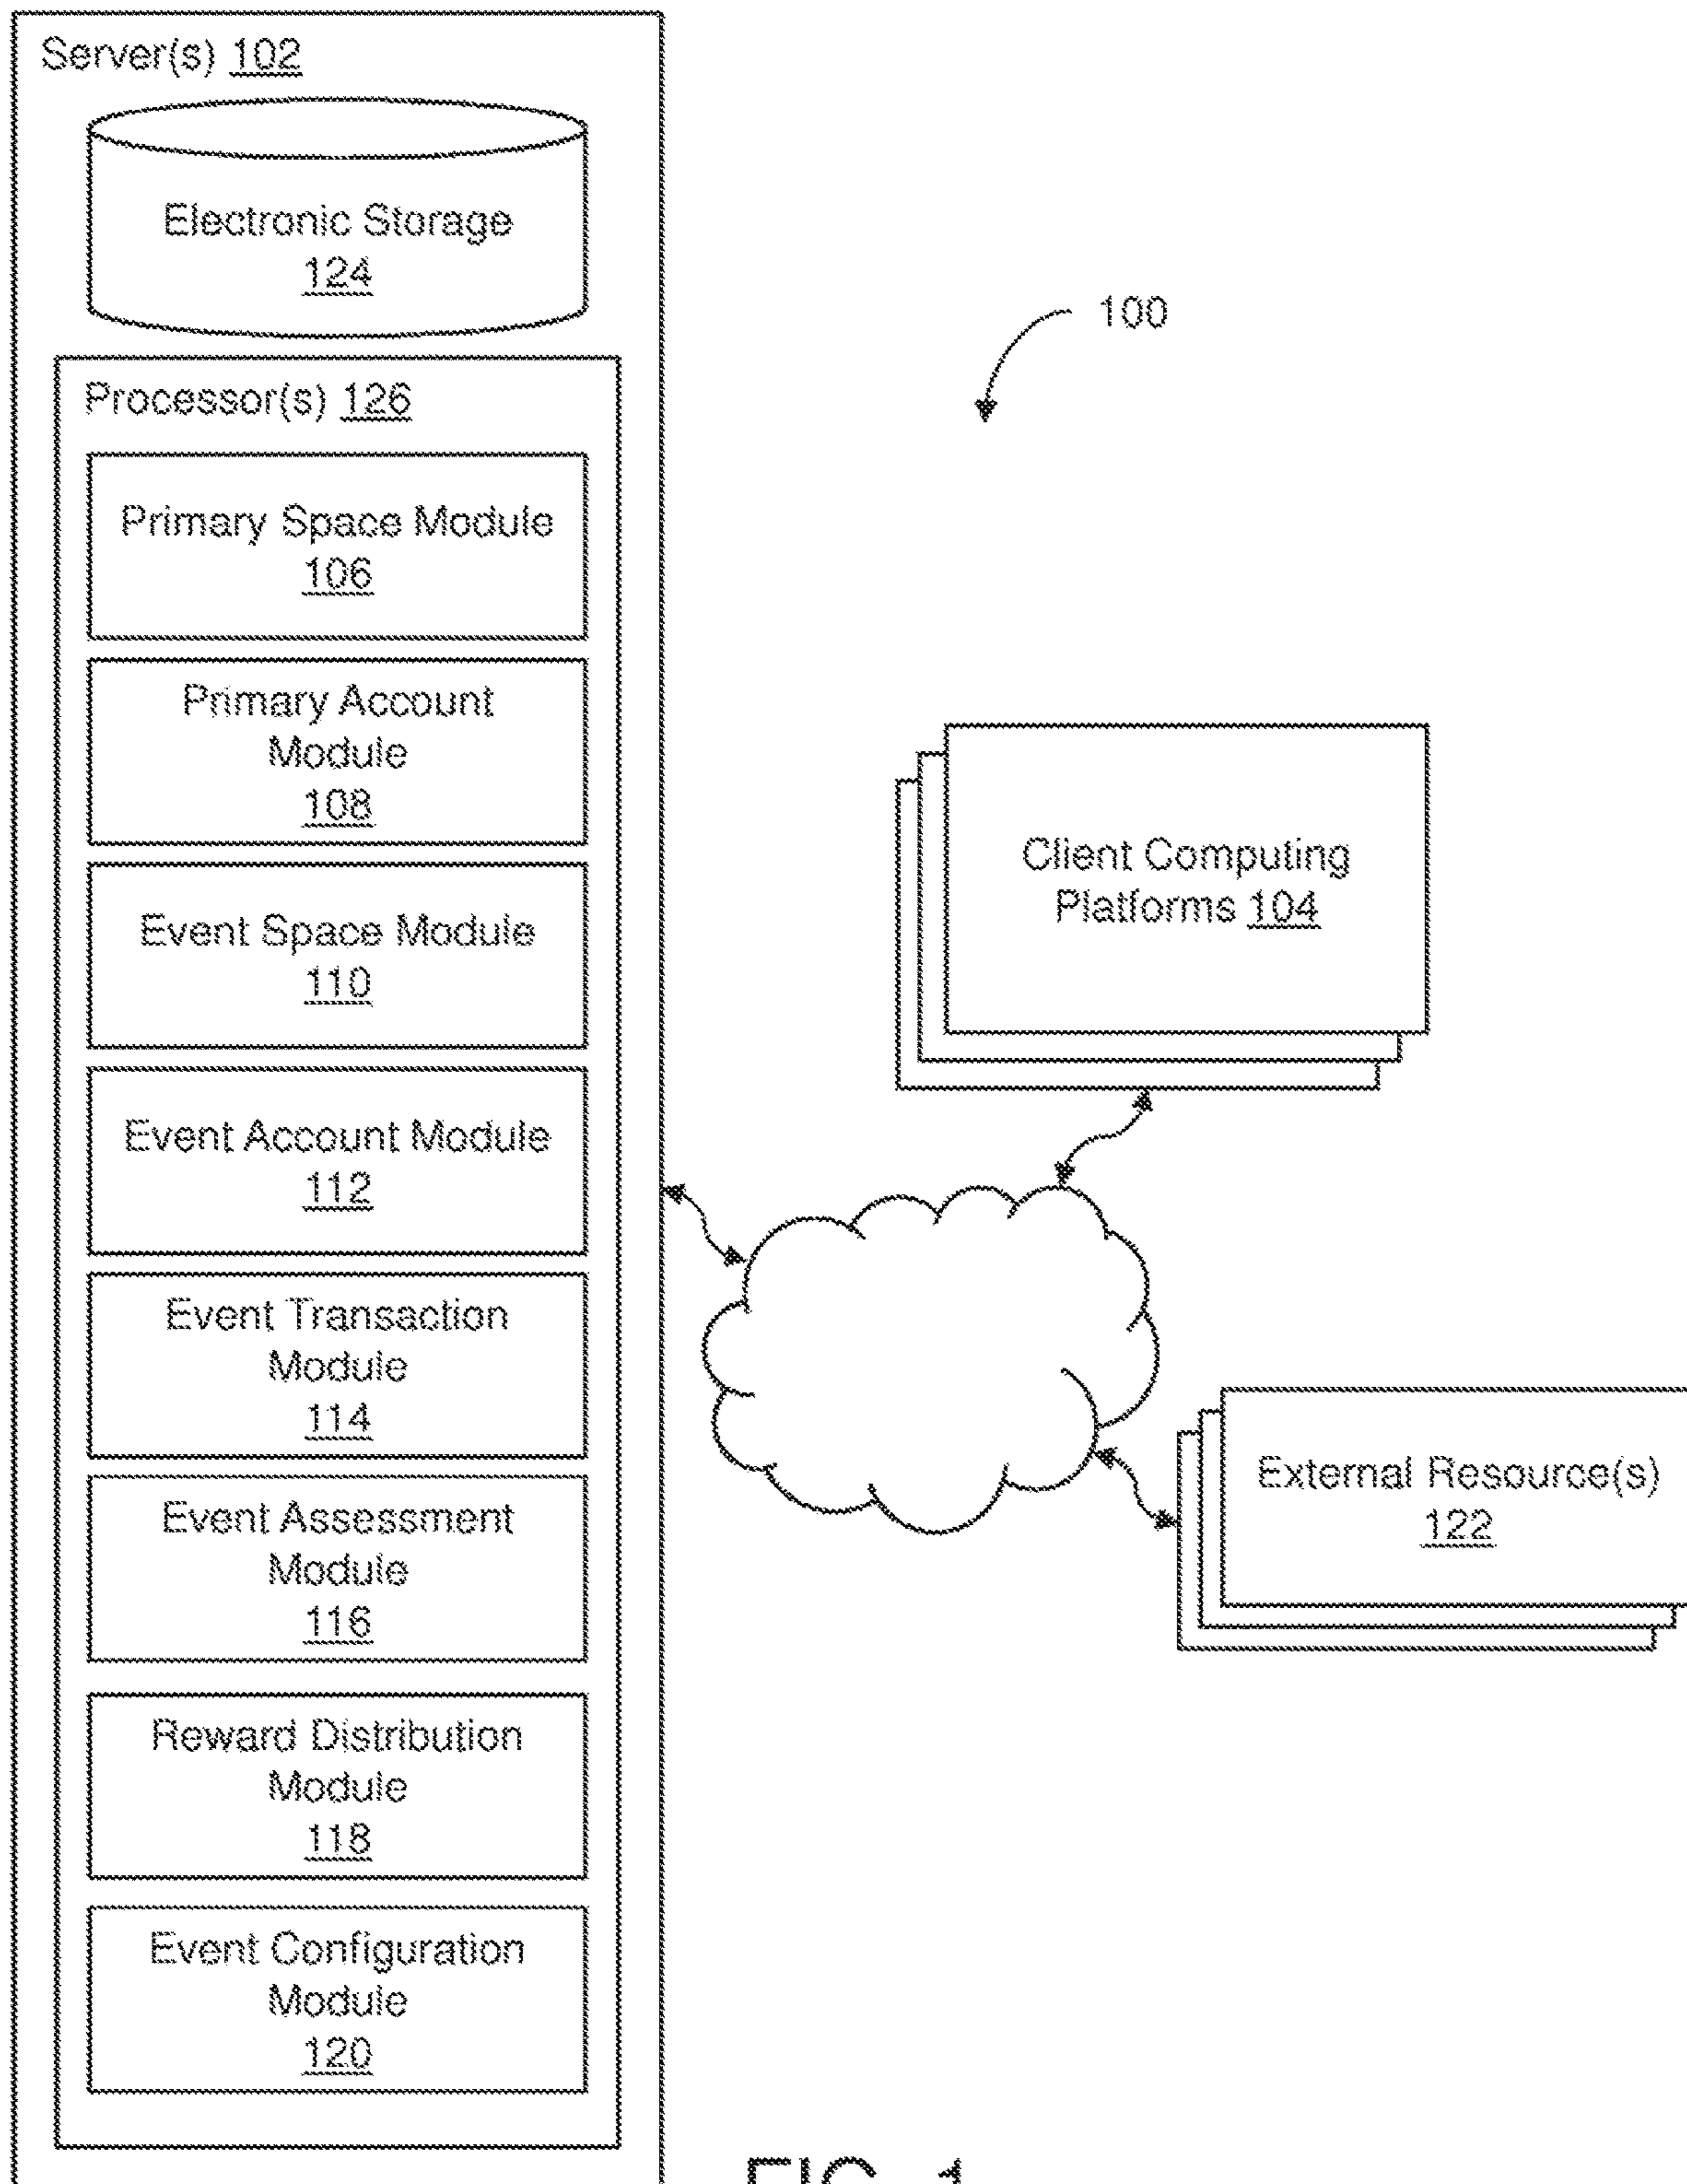 Server(s) 102
Electronic Storage
124
Processor(s) 126
Primary Space Module
106
Primary Account
Module
108
Event Space Module
110
Event Account Module
112
Event Transaction
Module
114
Event Assessment
Module
116
Reward Distribution
Module
118
Event Configuration
Module
120
100
Client Computing
Platforms 104
External Resource(s)
122
FIG. 1